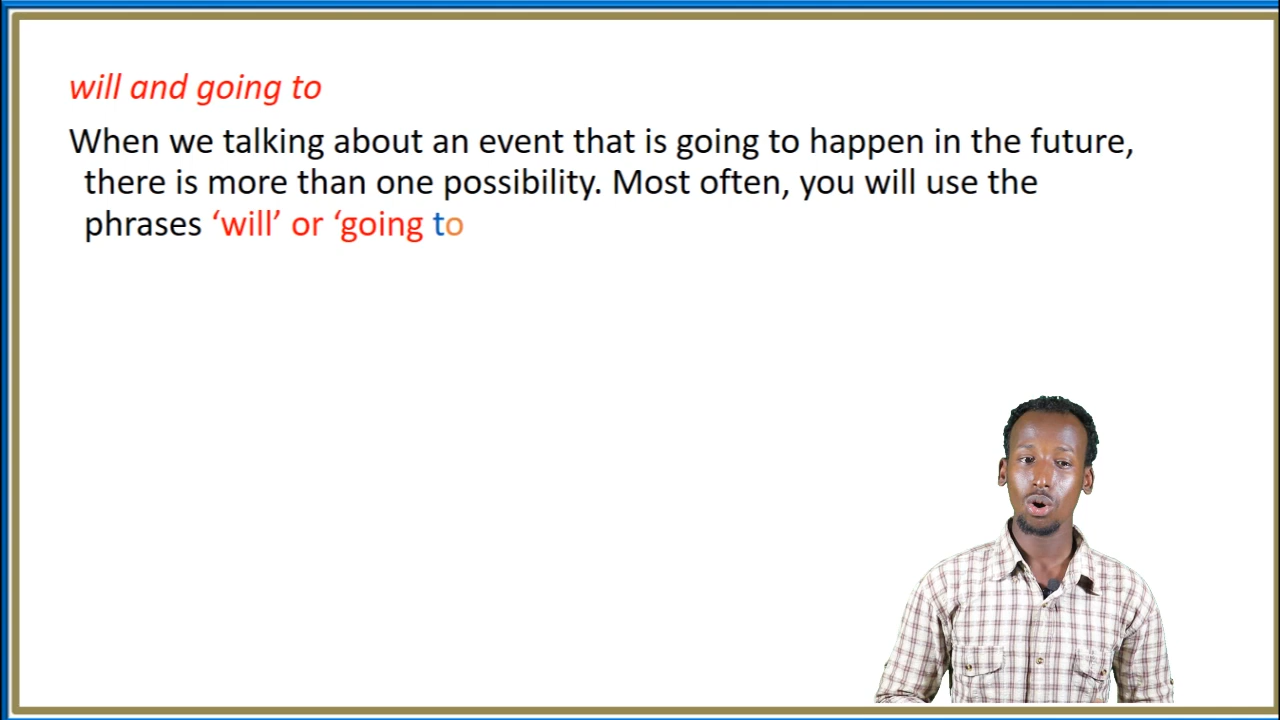 will and going to
When we talking about an event that is going to happen in the future,
there is more than one possibility. Most often, you will use the
phrases ‘will’ or ‘going to